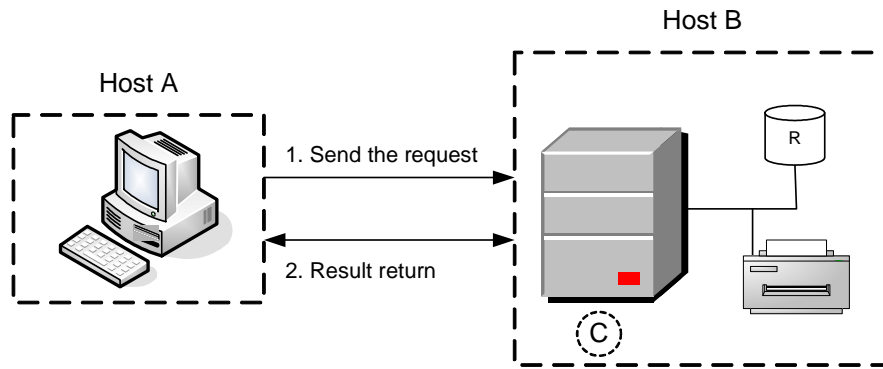 Host B
Host A
1. Send the request
R
2. Result return
C